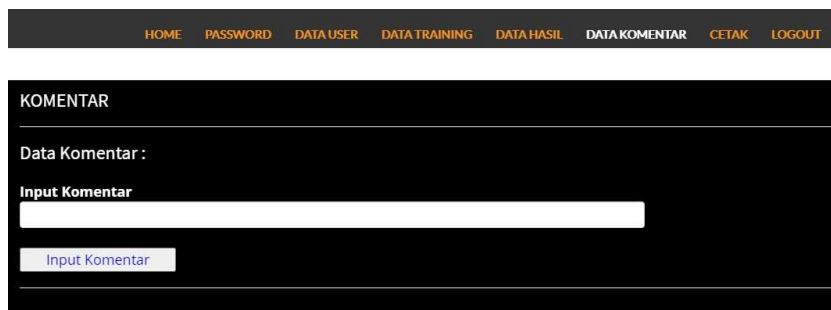 HOME PASSWORD DATA USER DATA TRAINING DATA HASIL DATA KOMENTAR CETAK LOGOUT
KOMENTAR
Data Komentar :
Input Komentar
Input Komentar